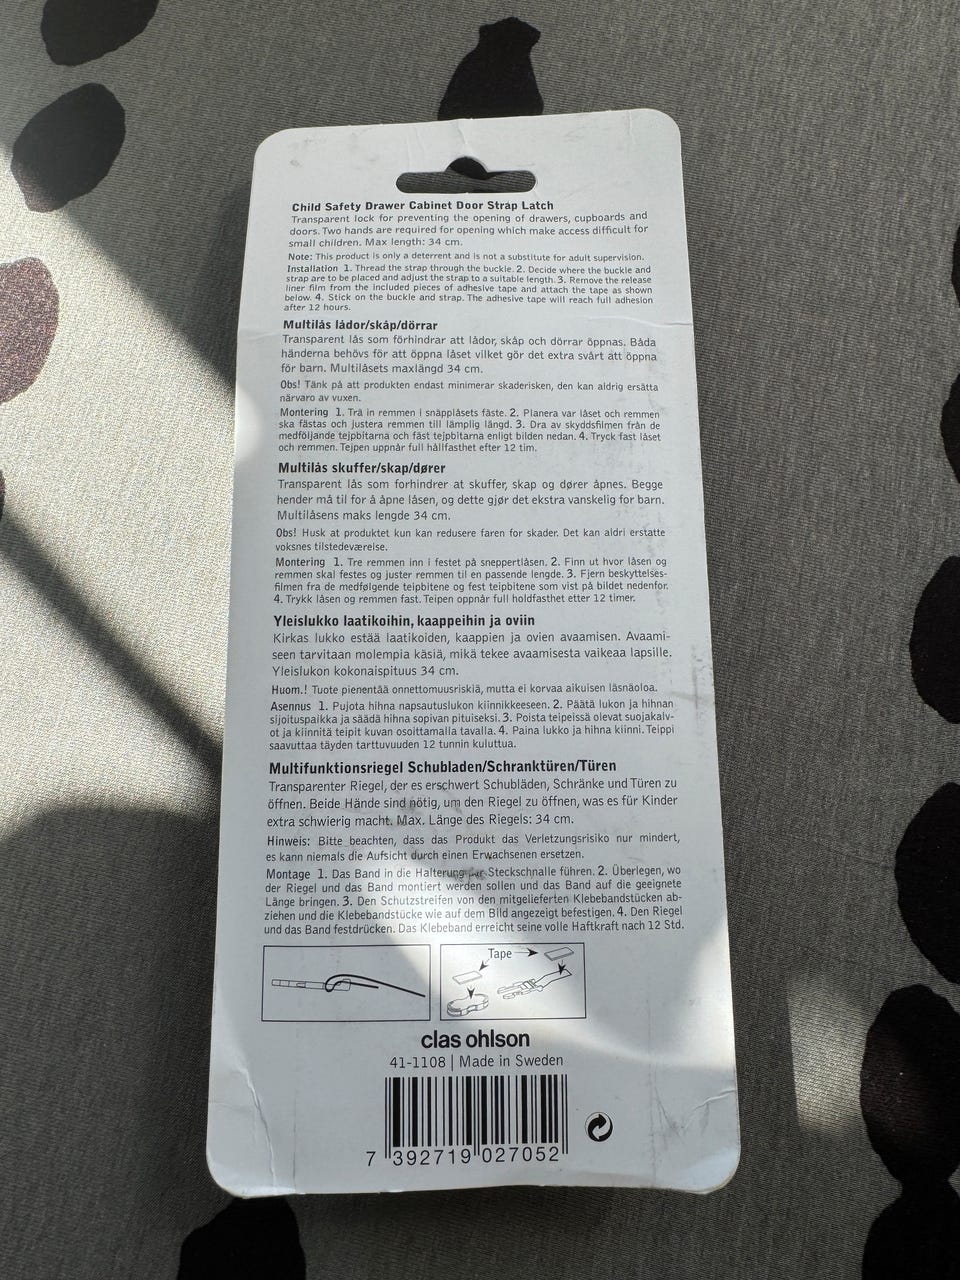 Child Safety Drawer Cabinet Door Strap Latch
Transparent lock for preventing the opening of drawers, cupboards and
doors. Two hands are required for opening which make access difficult for
small children. Max length: 34 cm.
Note: This product is only a deterrent and is not a substitute for adult supervision.
Installation 1. Thread the strap through the buckle. 2. Decide where the buckle and
strap are to be placed and adjust the strap to a suitable length. 3. Remove the release
liner film from the included pieces of adhesive tape and attach the tape as shown
below. 4. Stick on the buckle and strap. The adhesive tape will reach full adhesion
after 12 hours.
Multilås lådor/skåp/dörrar
Transparent lås som förhindrar att lådor, skåp och dörrar öppnas. Båda
händerna behövs för att öppna låset vilket gör det extra svårt att öppna
för barn. Multilåsets maxlängd 34 cm.
Obs! Tänk på att produkten endast minimerar skaderisken, den kan aldrig ersätta
närvaro av vuxen.
Montering 1. Trä in remmen i snäpplåsets fäste. 2. Planera var låset och remmen
ska fästas och justera remmen till lämplig längd. 3. Dra av skyddsfilmen från de
medföljande tejpbitarna och fäst tejpbitarna enligt bilden nedan. 4. Tryck fast låset
och remmen. Tejpen uppnår full hållfasthet efter 12 tim.
Multilås skuffer/skap/dører
Transparent lås som forhindrer at skuffer, skap og dører åpnes. Begge
hender må til for å åpne låsen, og dette gjør det ekstra vanskelig for barn.
Multilåsens maks lengde 34 cm.
Obs! Husk at produktet kun kan redusere faren for skader. Det kan aldri erstatte
voksnes tilstedeværelse.
Montering 1. Tre remmen inn i festet på sneppertlåsen. 2. Finn ut hvor låsen og
remmen skal festes og juster remmen til en passende lengde. 3. Fjern beskyttelses-
filmen fra de medfølgende teipbitene og fest teipbitene som vist på bildet nedenfor.
4. Trykk låsen og remmen fast. Teipen oppnår full holdfasthet etter 12 timer.
Yleislukko laatikoihin, kaappeihin ja oviin
Kirkas lukko estää laatikoiden, kaappien ja ovien avaamisen. Avaami-
seen tarvitaan molempia käsiä, mikä tekee avaamisesta vaikeaa lapsille.
Yleislukon kokonaispituus 34 cm.
Huom.! Tuote pienentää onnettomuusriskiä, mutta ei korvaa aikuisen läsnäoloa.
Asennus 1. Pujota hihna napsautuslukon kiinnikkeeseen. 2. Päätä lukon ja hihnan
sijoituspaikka ja säädä hihna sopivan pituiseksi. 3. Poista teipeissä olevat suojakalv-
ot ja kiinnitä teipit kuvan osoittamalla tavalla. 4. Paina lukko ja hihna kiinni. Teippi
saavuttaa täyden tarttuvuuden 12 tunnin kuluttua.
Multifunktionsriegel Schubladen/Schranktüren/Türen
Transparenter Riegel, der es erschwert Schubläden, Schränke und Türen zu
öffnen. Beide Hände sind nötig, um den Riegel zu öffnen, was es für Kinder
extra schwierig macht. Max. Länge des Riegels: 34 cm.
Hinweis: Bitte beachten, dass das Produkt das Verletzungsrisiko nur mindert,
es kann niemals die Aufsicht durch einen Erwachsenen ersetzen.
Montage 1. Das Band in die Halterung der Steckschnalle führen. 2. Überlegen, wo
der Riegel und das Band montiert werden sollen und das Band auf die geeignete
Länge bringen. 3. Den Schutzstreifen von den mitgelieferten Klebebandstücken ab-
ziehen und die Klebebandstücke wie auf dem Bild angezeigt befestigen. 4. Den Riegel
und das Band festdrücken. Das Klebeband erreicht seine volle Haftkraft nach 12 Std.
Tape
clas ohlson
41-1108 | Made in Sweden
7 392719 027052